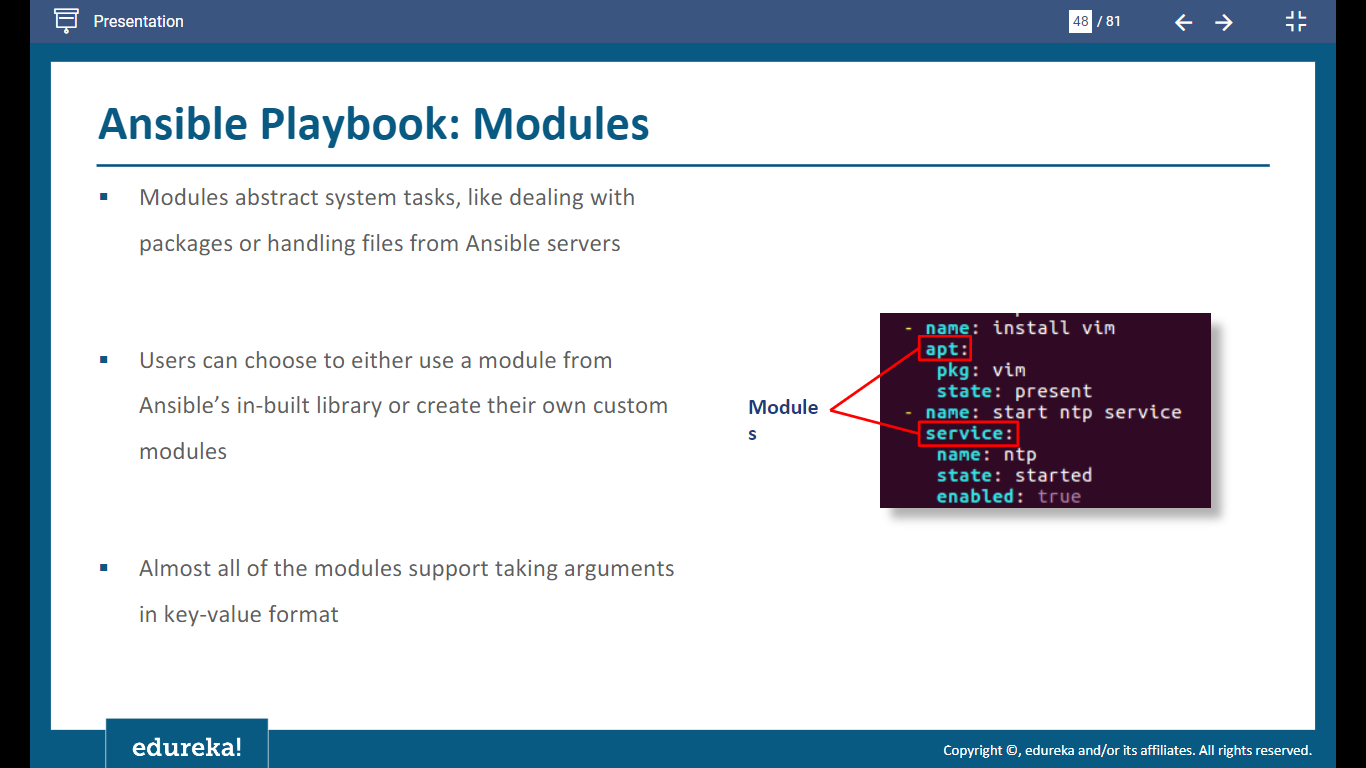 Presentation
48 / 81
Ansible Playbook: Modules
▪ Modules abstract system tasks, like dealing with
packages or handling files from Ansible servers
▪ Users can choose to either use a module from
Ansible’s in-built library or create their own custom
modules
▪ Almost all of the modules support taking arguments
in key-value format
Module
s
- name: install vim
apt:
pkg: vim
state: present
- name: start ntp service
service:
name: ntp
state: started
enabled: true
edureka!
Copyright ©, edureka and/or its affiliates. All rights reserved.